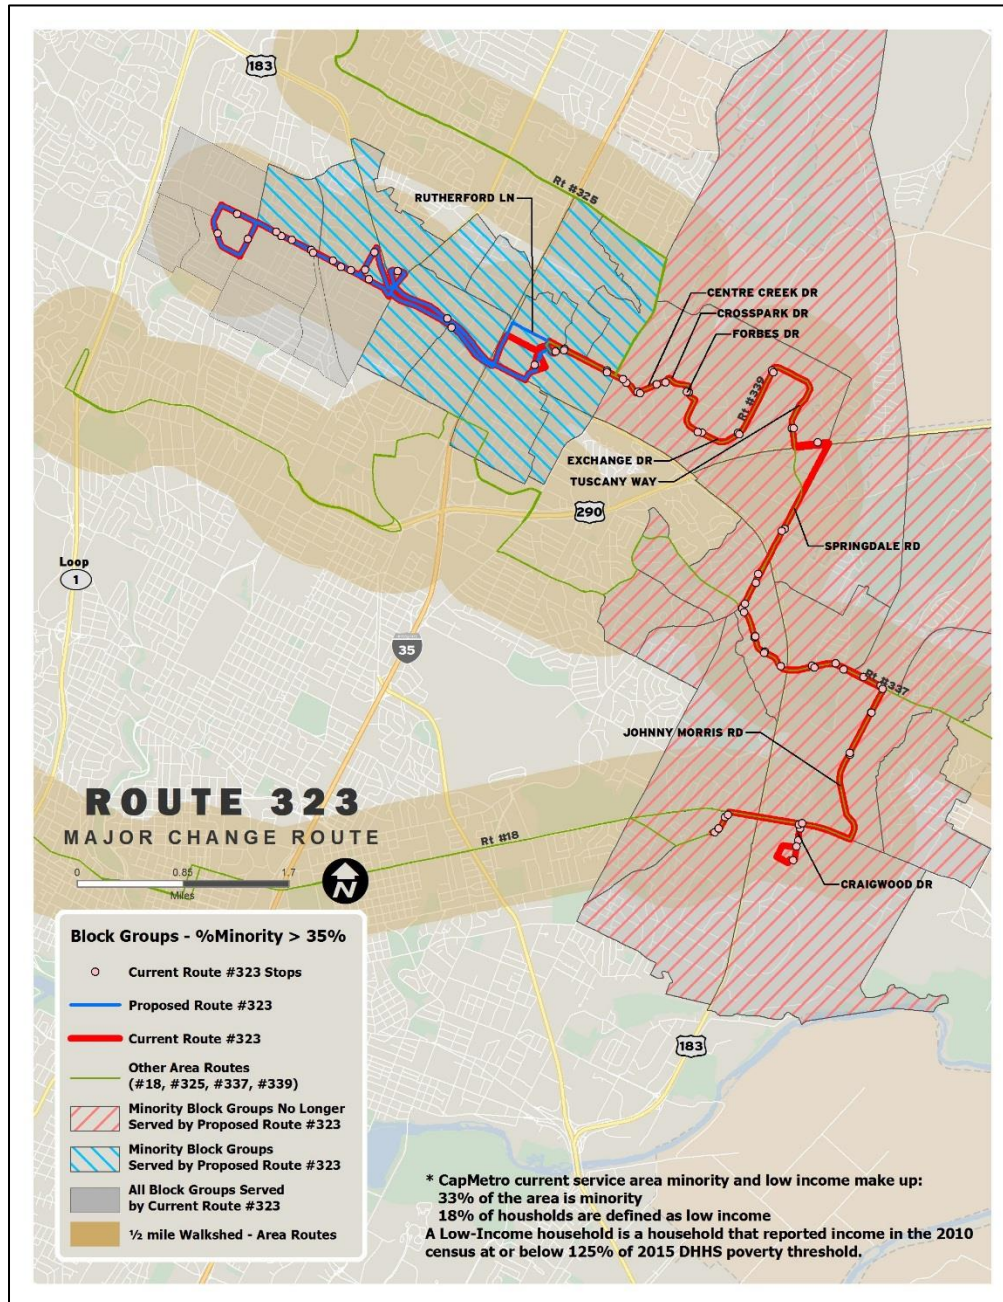 183
Rt #325
RUTHERFORD LN
CENTRE CREEK DR
CROSSPARK DR
FORBES DR
Rt #339
EXCHANGE DR
TUSCANY WAY
290
SPRINGDALE RD
Loop
1
35
Rt #337
JOHNNY MORRIS RD
ROUTE 323
MAJOR CHANGE ROUTE
Rt #18
0 0.85 1.7
Miles
N
CRAIGWOOD DR
Block Groups - %Minority > 35%
Current Route #323 Stops
Proposed Route #323
Current Route #323
Other Area Routes
(#18, #325, #337, #339)
Minority Block Groups No Longer
Served by Proposed Route #323
Minority Block Groups
Served by Proposed Route #323
All Block Groups Served
by Current Route #323
½ mile Walkshed - Area Routes
183
* CapMetro current service area minority and low income make up:
33% of the area is minority
18% of housholds are defined as low income
A Low-Income household is a household that reported income in the 2010
census at or below 125% of 2015 DHHS poverty threshold.